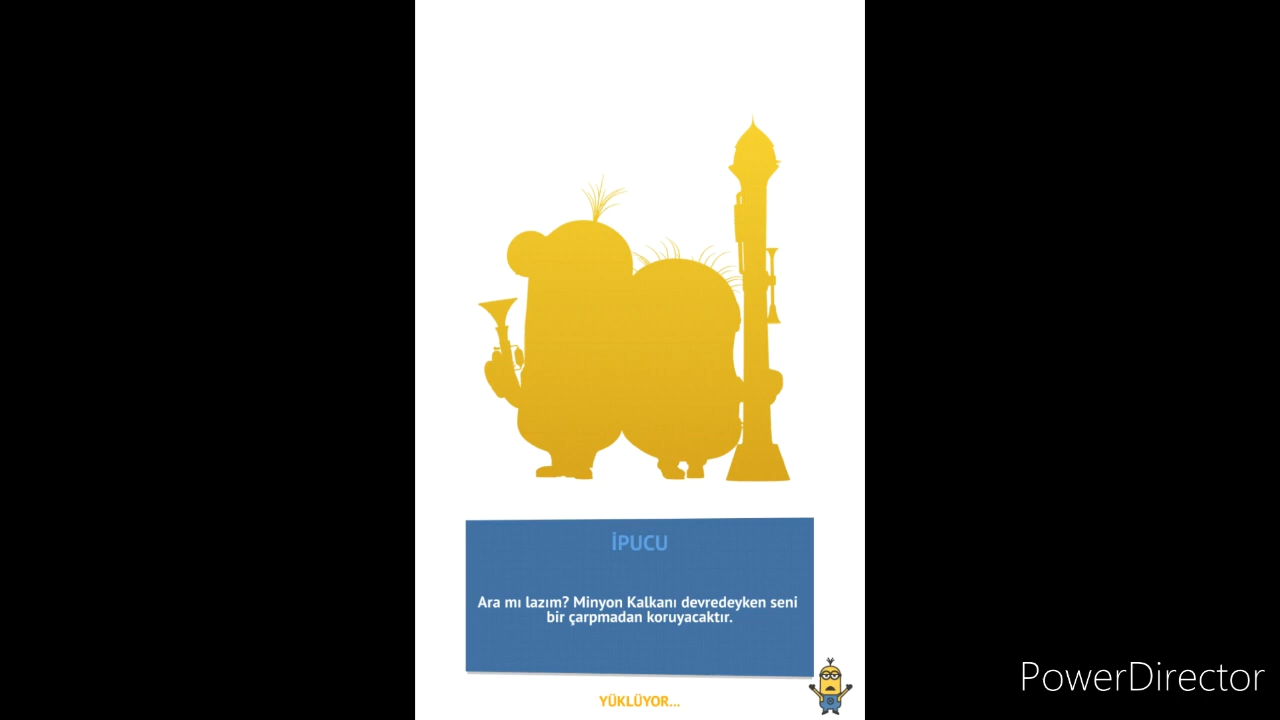 İPUCU
Ara mı lazım? Minyon Kalkanı devredeyken seni
bir çarpmadan koruyacaktır.
YÜKLÜYOR...
PowerDirector